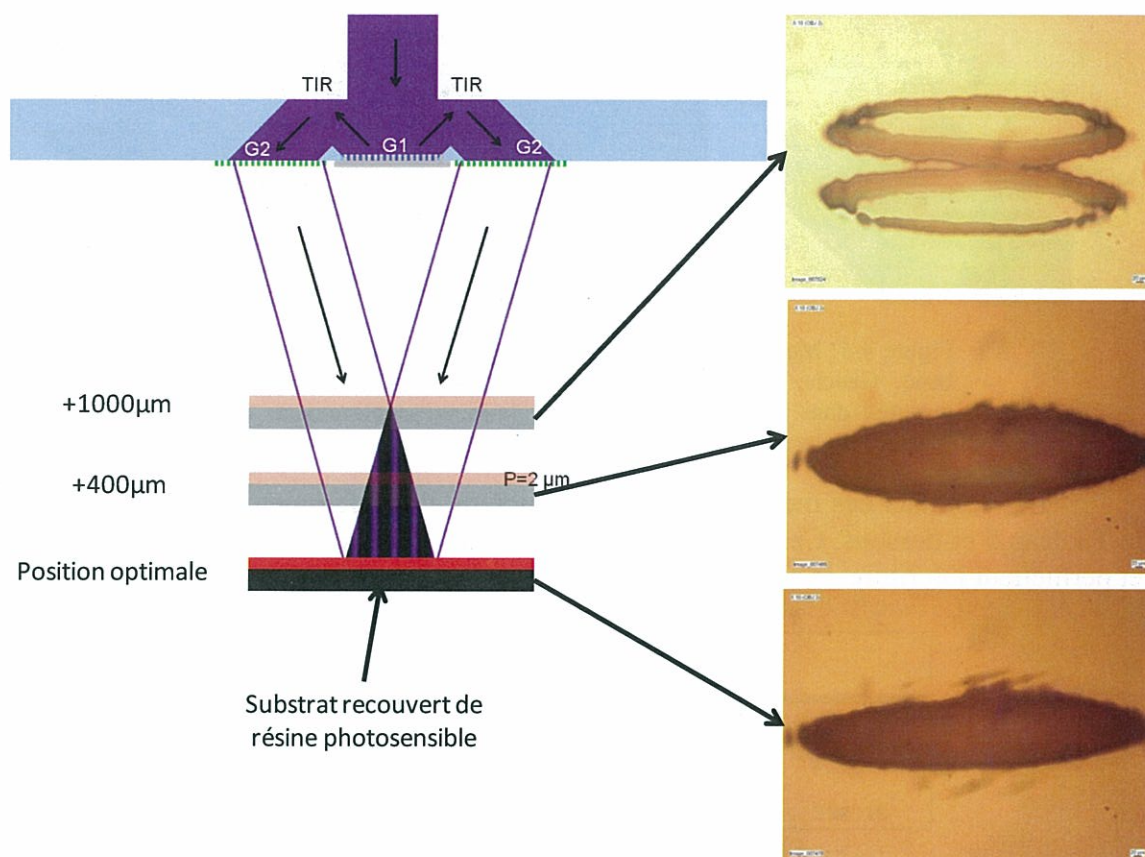 TIR
TIR
G2
G1
G2
+1000µm
+400µm
P=2 µm
Position optimale
Substrat recouvert de
résine photosensible